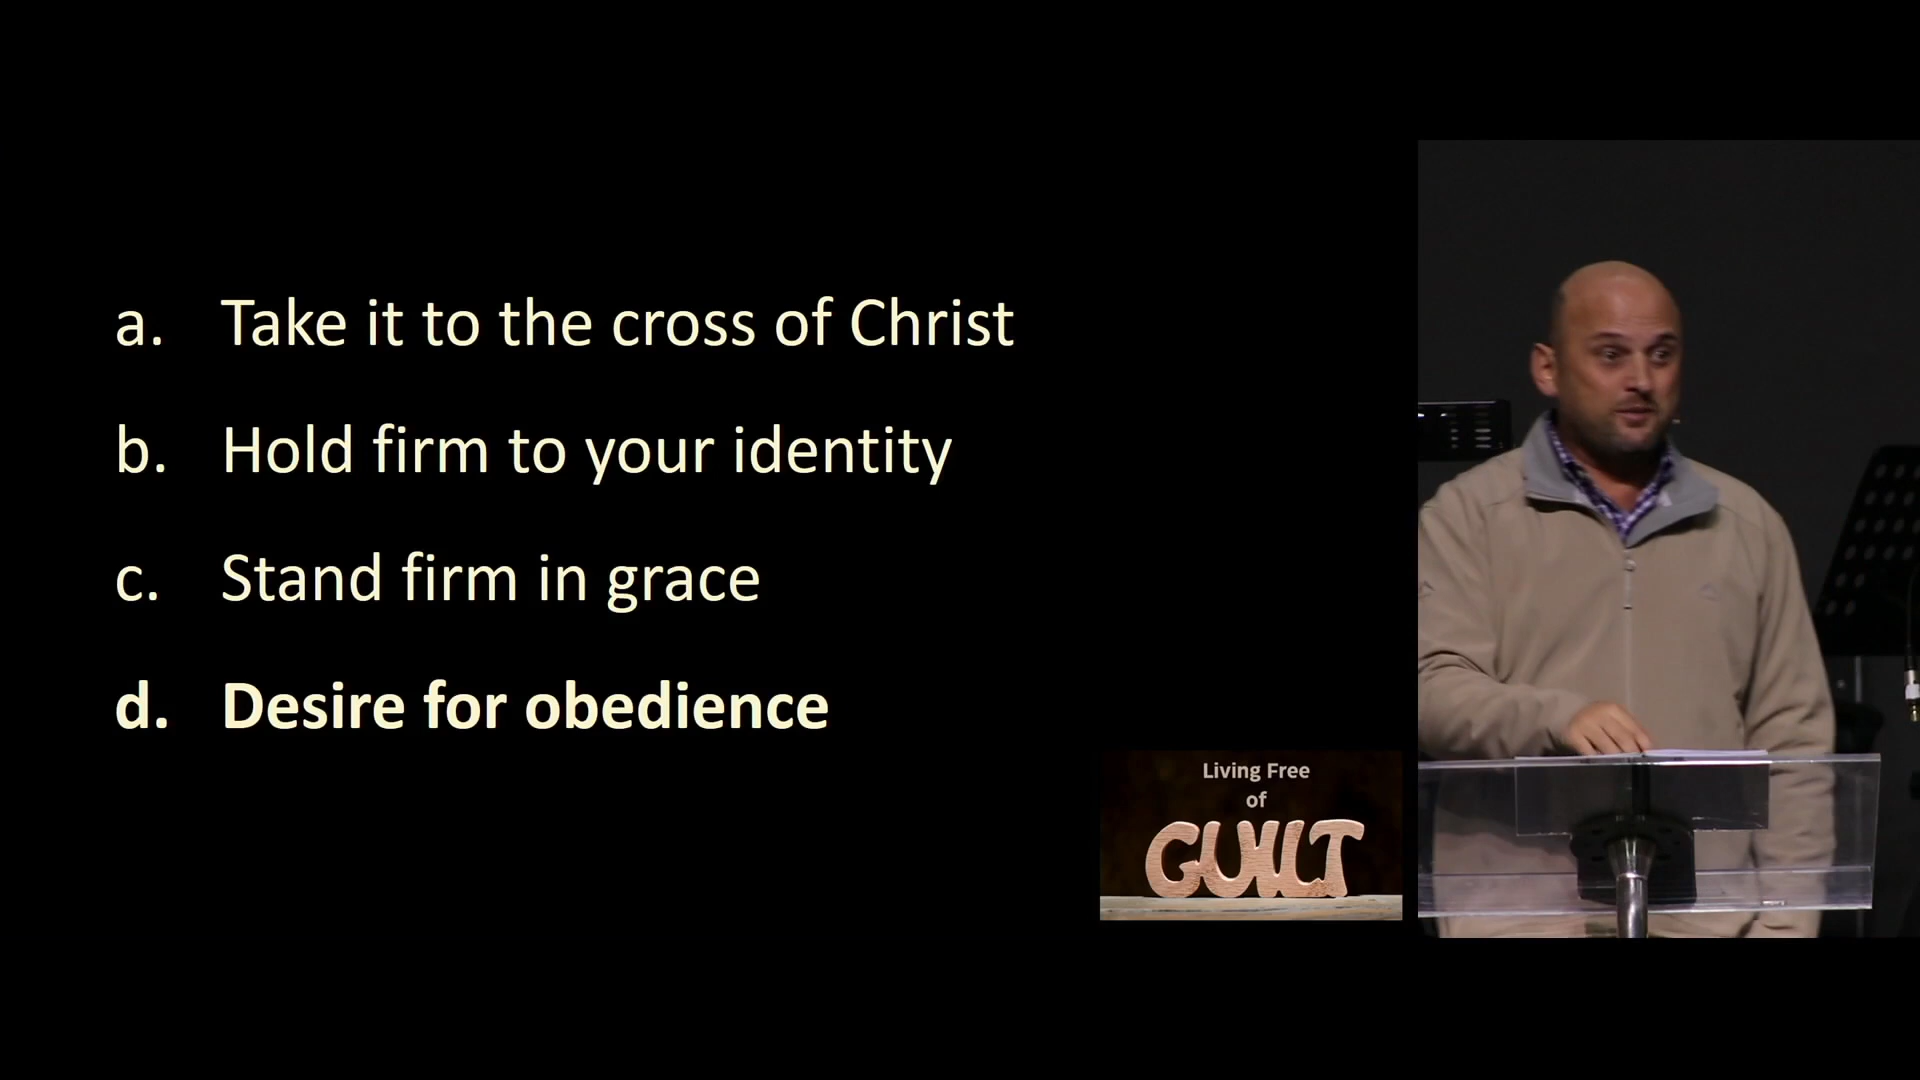 a. Take it to the cross of Christ
b. Hold firm to your identity
c. Stand firm in grace
d. Desire for obedience
Living Free
of
GUILT